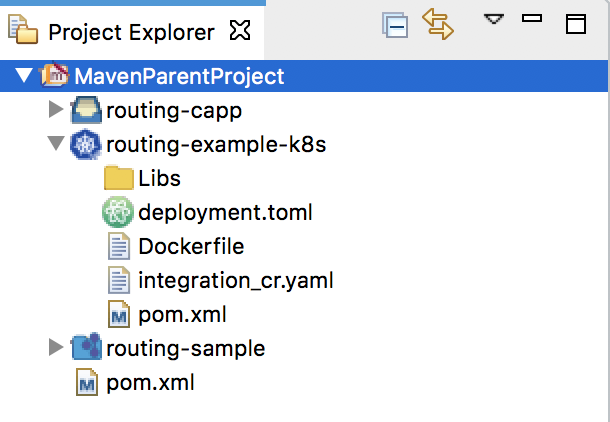 Project Explorer
MavenParentProject
routing-capp
routing-example-k8s
Libs
deployment.toml
Dockerfile
integration_cr.yaml
pom.xml
routing-sample
pom.xml